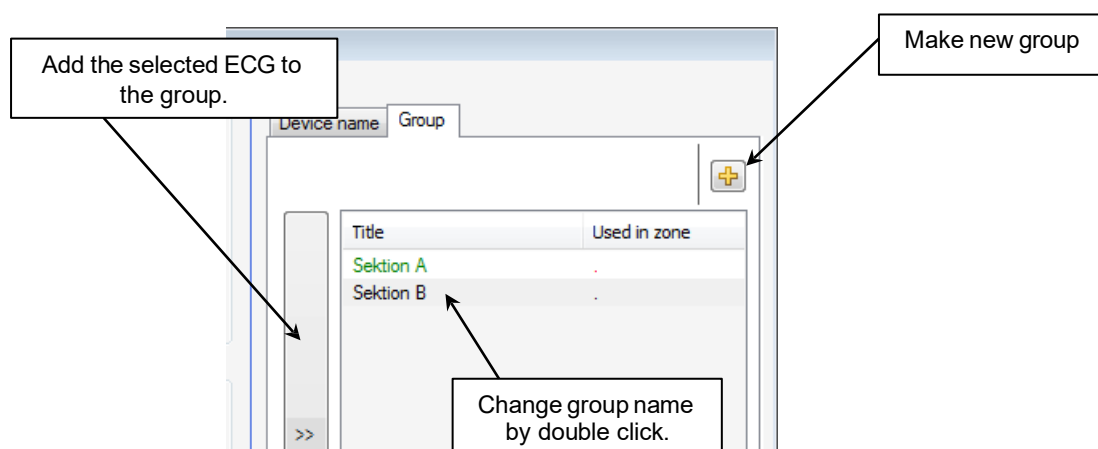 Make new group
Add the selected ECG to
the group.
Device name
Group
Title
Used in zone
Sektion A
.
Sektion B
.
Change group name
by double click.
>>